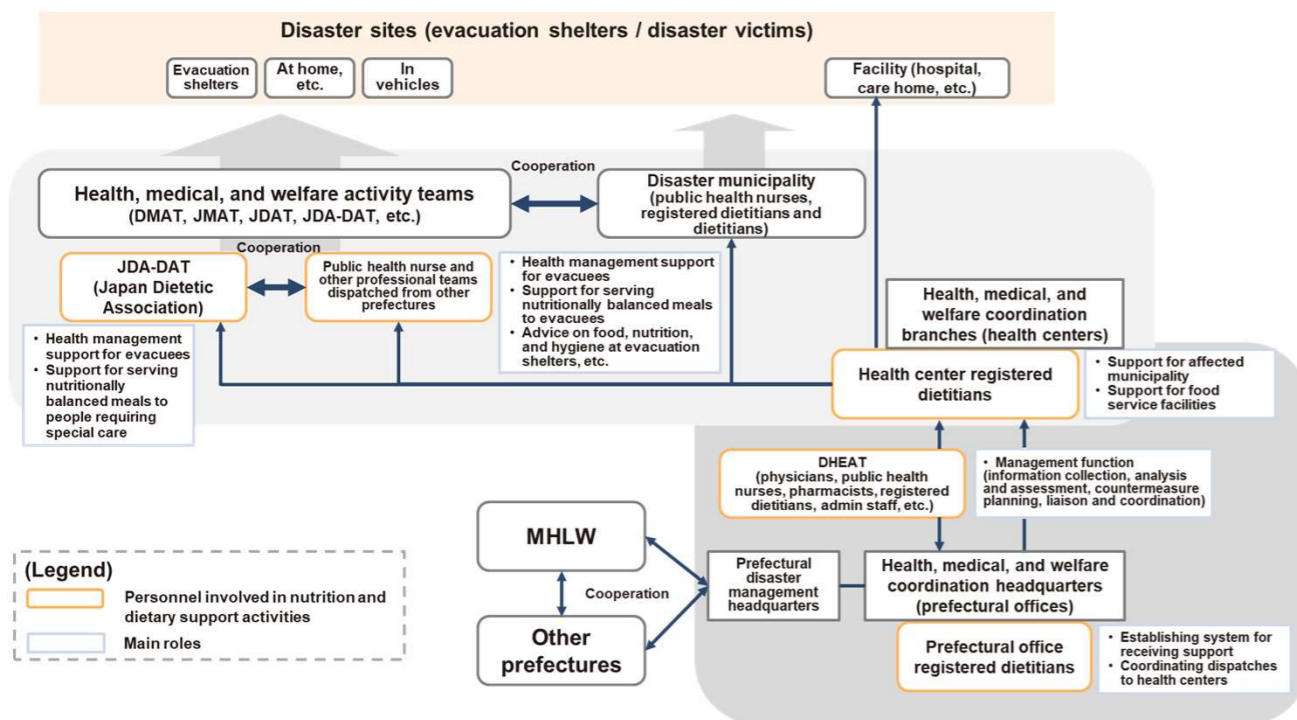 Disaster sites (evacuation shelters / disaster victims)
Evacuation
shelters
At home,
etc.
In
vehicles
Facility (hospital,
care home, etc.)
Cooperation
Health, medical, and welfare activity teams
(DMAT, JMAT, JDAT, JDA-DAT, etc.)
Disaster municipality
(public health nurses,
registered dietitians and
dietitians)
Cooperation
JDA-DAT
(Japan Dietetic
Association)
Public health nurse and
other professional teams
dispatched from other
prefectures
• Health management support
for evacuees
• Support for serving
nutritionally balanced meals
to evacuees
• Advice on food, nutrition,
and hygiene at evacuation
shelters, etc.
Health, medical, and
welfare coordination
branches (health centers)
• Health management
support for evacuees
• Support for serving
nutritionally
balanced meals to
people requiring
special care
Health center registered
dietitians
• Support for affected
municipality
• Support for food
service facilities
DHEAT
(physicians, public health
nurses, pharmacists, registered
dietitians, admin staff, etc.)
• Management function
(information collection, analysis
and assessment, countermeasure
planning, liaison and coordination)
MHLW
Cooperation
Other
prefectures
Prefectural
disaster
management
headquarters
Health, medical, and welfare
coordination headquarters
(prefectural offices)
Prefectural office
registered dietitians
• Establishing system for
receiving support
• Coordinating dispatches
to health centers
(Legend)
Personnel involved in nutrition and
dietary support activities
Main roles